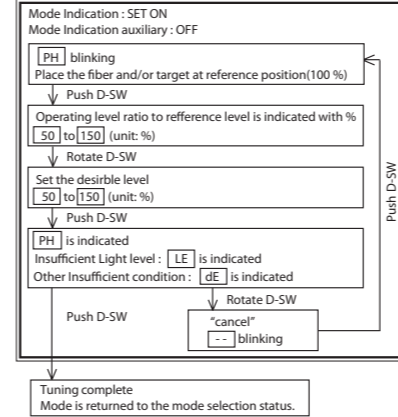 Mode Indication : SET ON
Mode Indication auxiliary : OFF
PH blinking
Place the fiber and/or target at reference position(100 %)
Push D-SW
Operating level ratio to refference level is indicated with %
50 to 150 (unit: %)
Rotate D-SW
Set the desirble level
50 to 150 (unit: %)
Push D-SW
PH is indicated
Insufficient Light level : LE is indicated
Other Insufficient condition : dE is indicated
Rotate D-SW
Push D-SW
"cancel"
- - blinking
Push D-SW
Tuning complete
Mode is returned to the mode selection status.